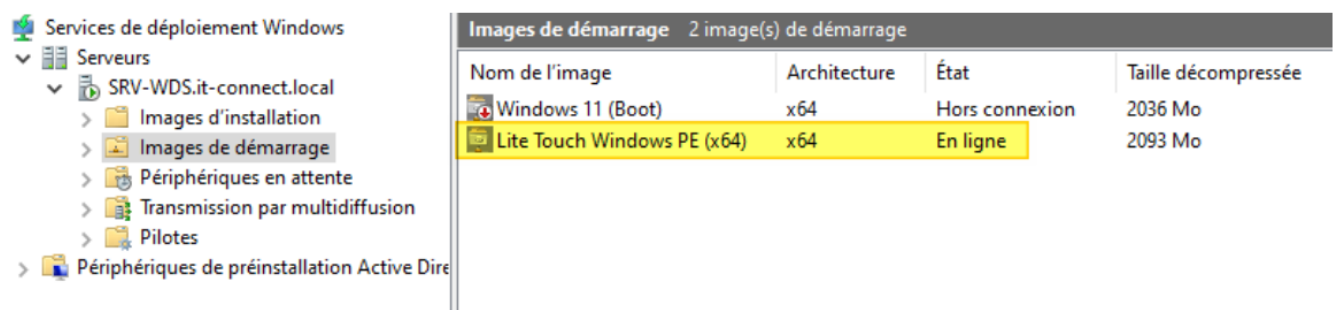 Services de déploiement Windows
Serveurs
SRV-WDS.it-connect.local
Images d'installation
Images de démarrage
Périphériques en attente
Transmission par multidiffusion
Pilotes
Périphériques de préinstallation Active Dire
Images de démarrage 2 image(s) de démarrage
Nom de l'image Architecture État Taille décompressée
Windows 11 (Boot) x64 Hors connexion 2036 Mo
Lite Touch Windows PE (x64) x64 En ligne 2093 Mo